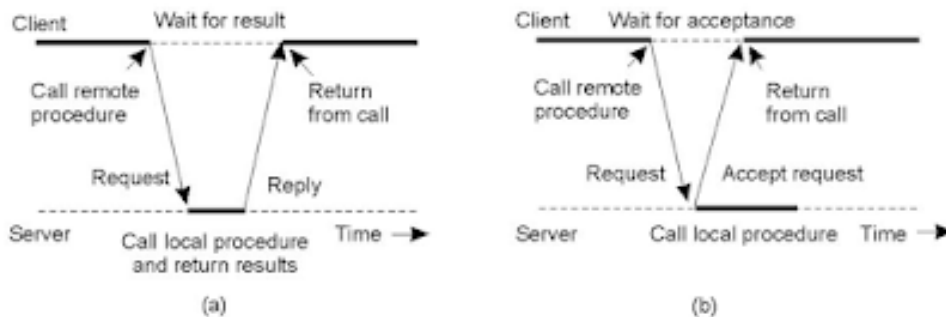 Client
Wait for result
Call remote
procedure
Return
from call
Request
Reply
Server
Call local procedure
and return results
Time
(a)
Client
Wait for acceptance
Call remote
procedure
Return
from call
Request
Accept request
Server
Call local procedure
Time
(b)